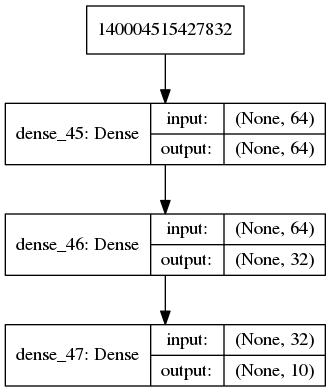 140004515427832
dense_45: Dense
input: (None, 64)
output: (None, 64)
dense_46: Dense
input: (None, 64)
output: (None, 32)
dense_47: Dense
input: (None, 32)
output: (None, 10)